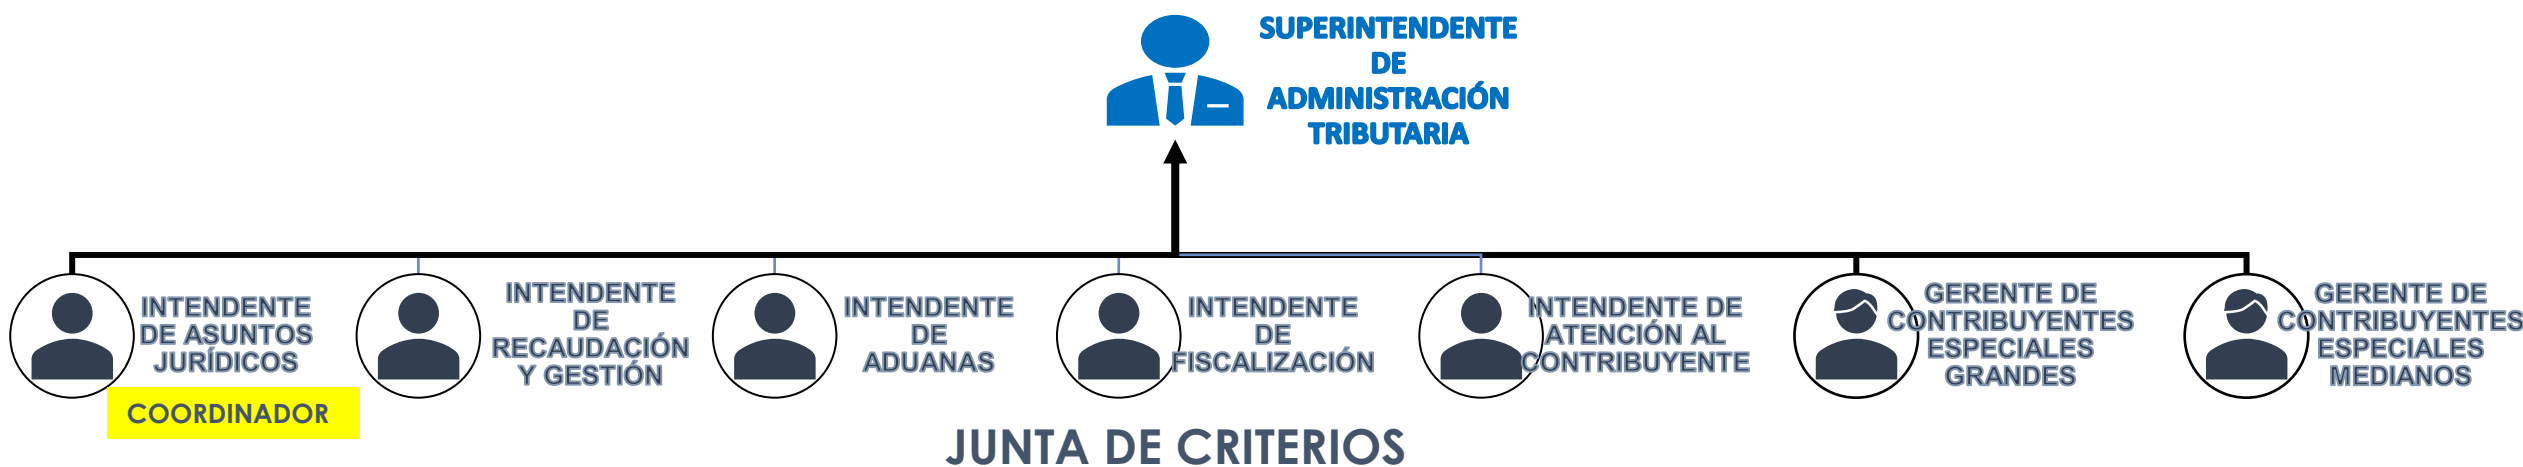 SUPERINTENDENTE
DE
ADMINISTRACIÓN
TRIBUTARIA
INTENDENTE
DE ASUNTOS
JURÍDICOS
COORDINADOR
INTENDENTE
DE
RECAUDACIÓN
Y GESTIÓN
INTENDENTE
DE
ADUANAS
INTENDENTE
DE
FISCALIZACIÓN
INTENDENTE DE
ATENCIÓN AL
CONTRIBUYENTE
GERENTE DE
CONTRIBUYENTES
ESPECIALES
GRANDES
GERENTE DE
CONTRIBUYENTES
ESPECIALES
MEDIANOS
JUNTA DE CRITERIOS